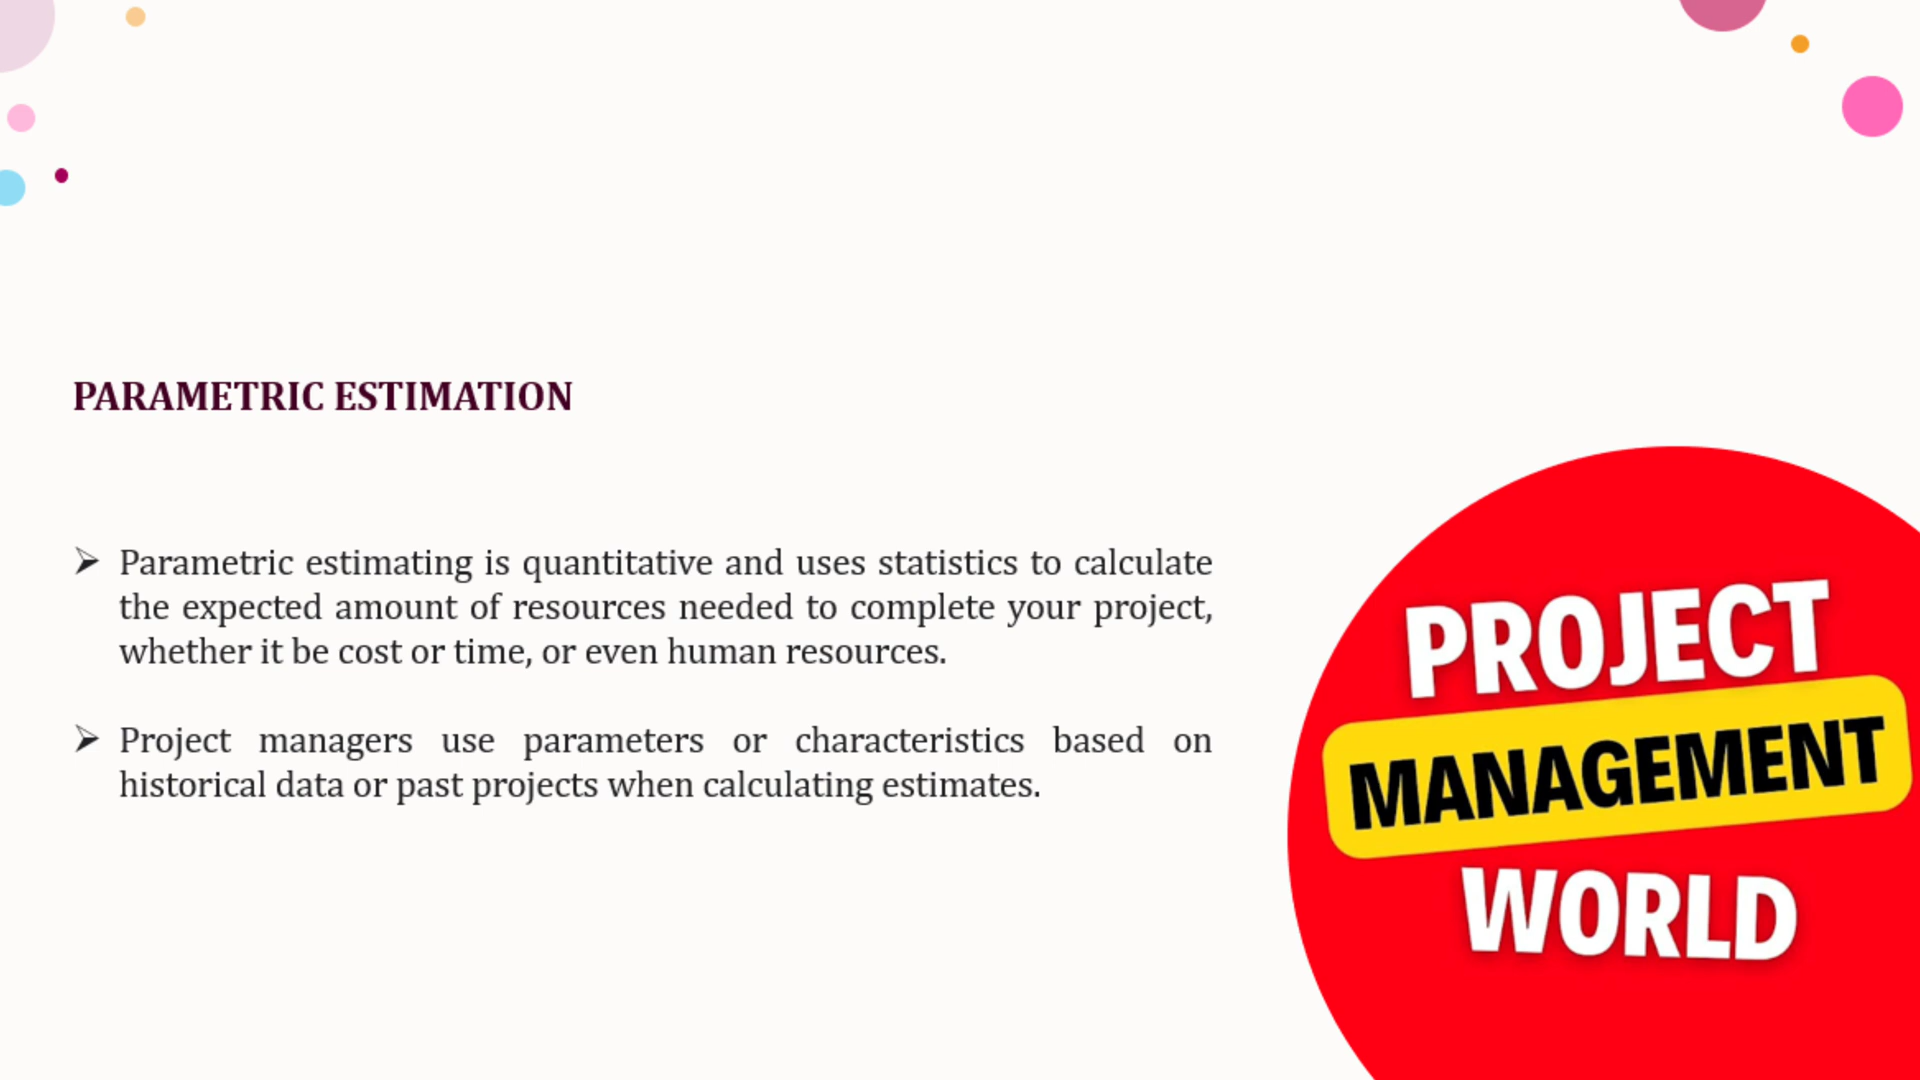 PARAMETRIC ESTIMATION
Parametric estimating is quantitative and uses statistics to calculate
the expected amount of resources needed to complete your project,
whether it be cost or time, or even human resources.
Project managers use parameters or characteristics based on
historical data or past projects when calculating estimates.
PROJECT
MANAGEMENT
WORLD